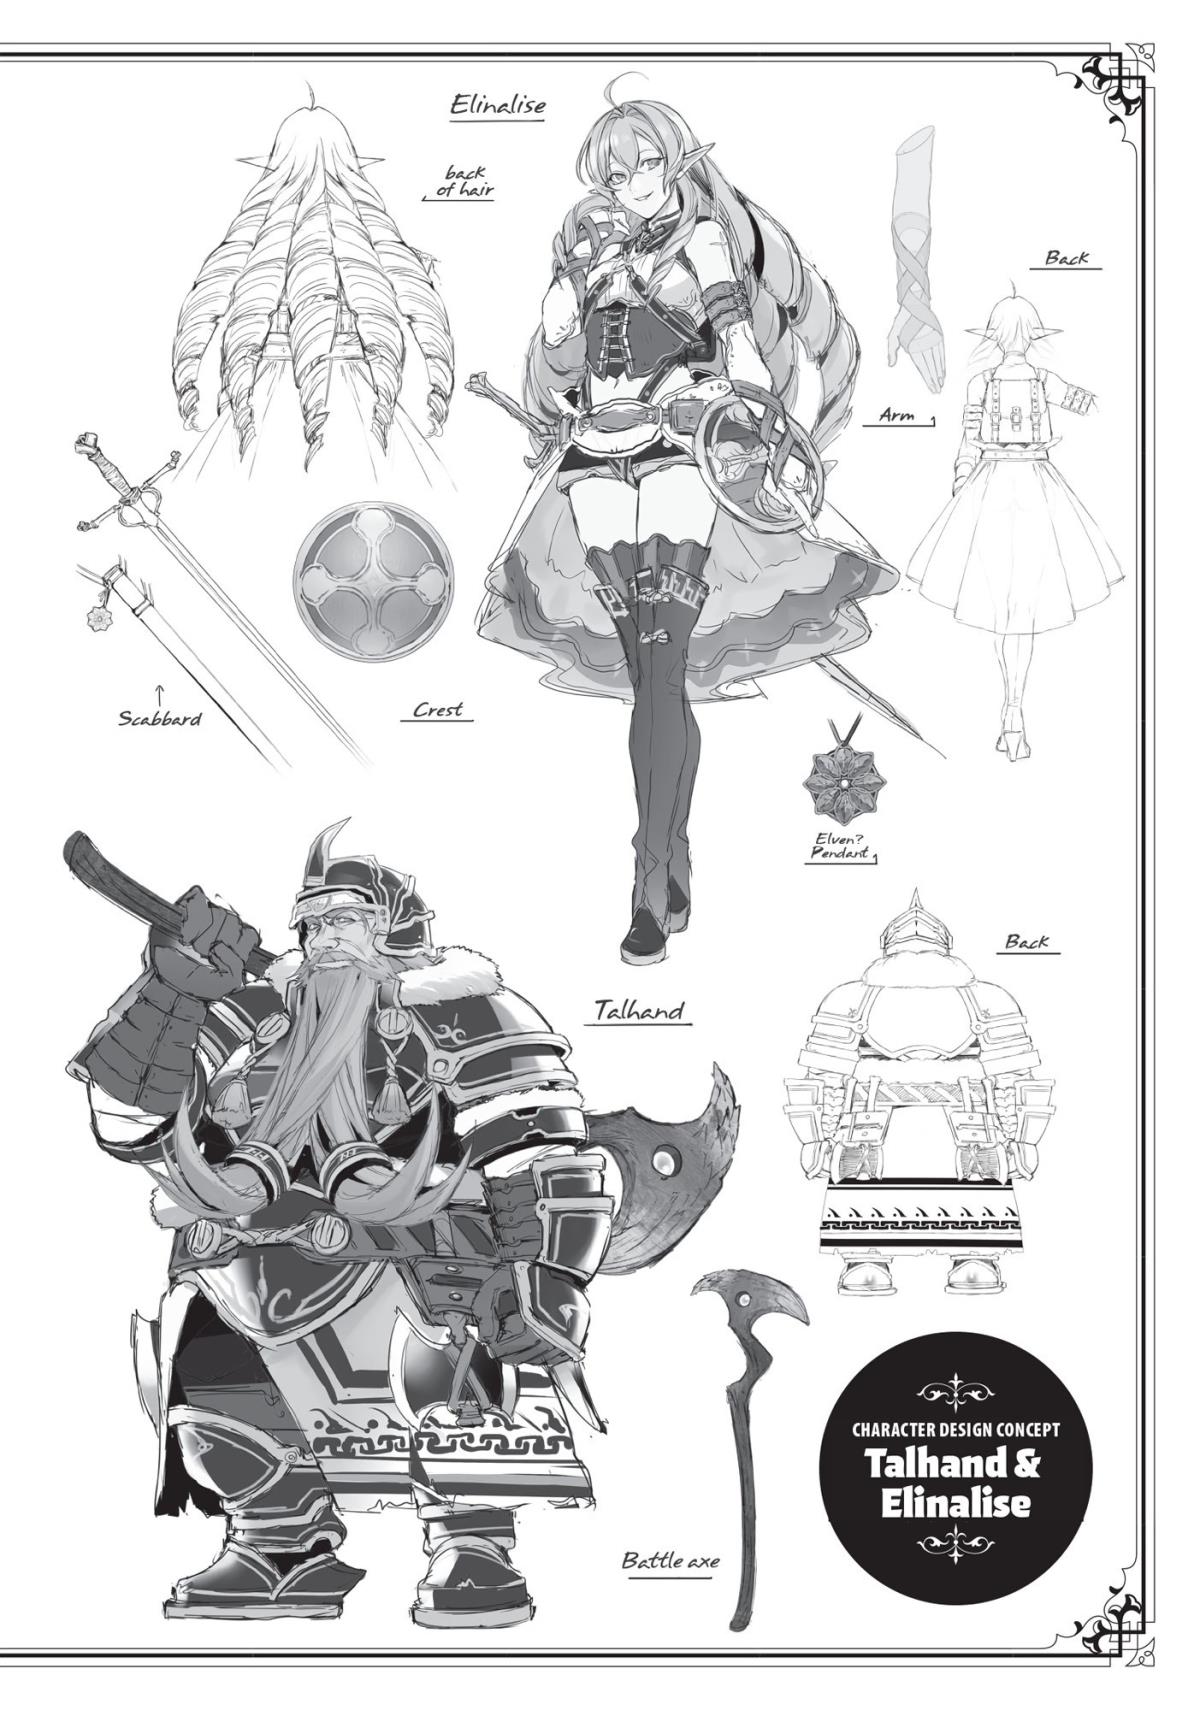 Elinalise
back
of hair
Back
Arm
Scabbard
Crest
Elven?
Pendant
Back
Talhand
Battle axe
CHARACTER DESIGN CONCEPT
Talhand &
Elinalise